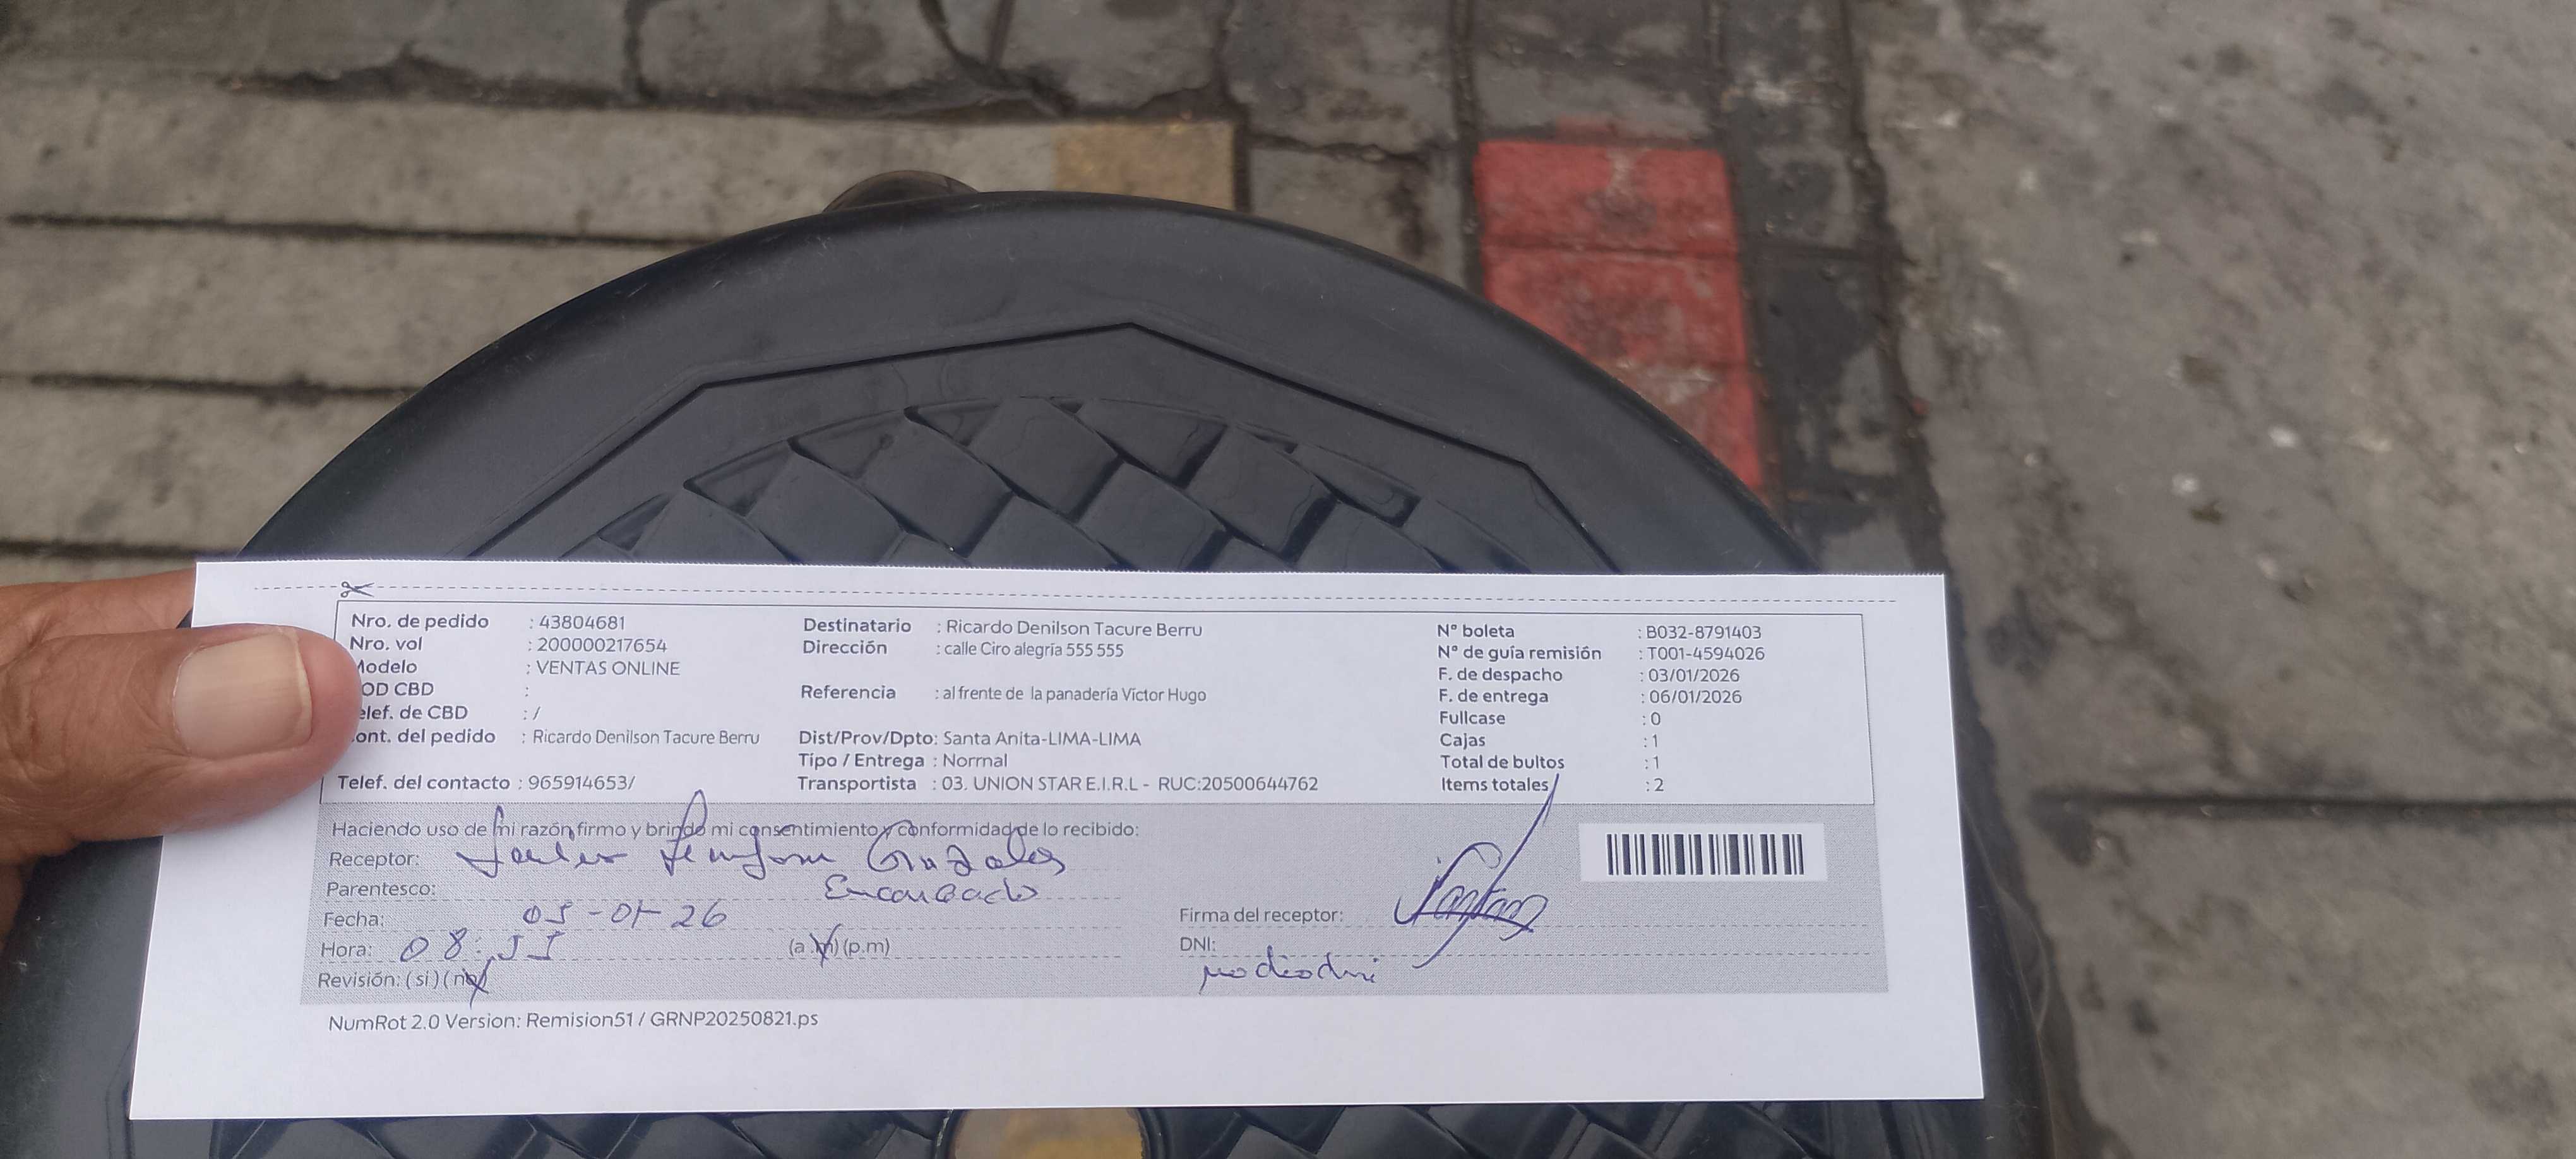 Nro. de pedido : 43804681
Nro. vol : 200000217654
Modelo : VENTAS ONLINE
OD CBD :
elef. de CBD : /
ont. del pedido : Ricardo Denilson Tacure Berru
Telef. del contacto : 965914653/
Destinatario : Ricardo Denilson Tacure Berru
Dirección : calle Ciro alegria 555 555
Referencia : al frente de la panadería Víctor Hugo
Dist/Prov/Dpto: Santa Anita-LIMA-LIMA
Tipo / Entrega : Normal
Transportista : 03. UNION STAR E.I.R.L - RUC:20500644762
N° boleta : B032-8791403
N° de guía remisión : T001-4594026
F. de despacho : 03/01/2026
F. de entrega : 06/01/2026
Fullcase : 0
Cajas : 1
Total de bultos : 1
Items totales : 2
Haciendo uso de mi razón, firmo y brindo mi consentimiento y conformidad de lo recibido:
Receptor: Gonzales
Parentesco: Encargado
Fecha: 05-01-26
Hora: 08:55 (a.m) (p.m)
Revisión: (si) (no)
Firma del receptor:
DNI:
no dio dni
NumRot 2.0 Version: Remision51 / GRNP20250821.ps